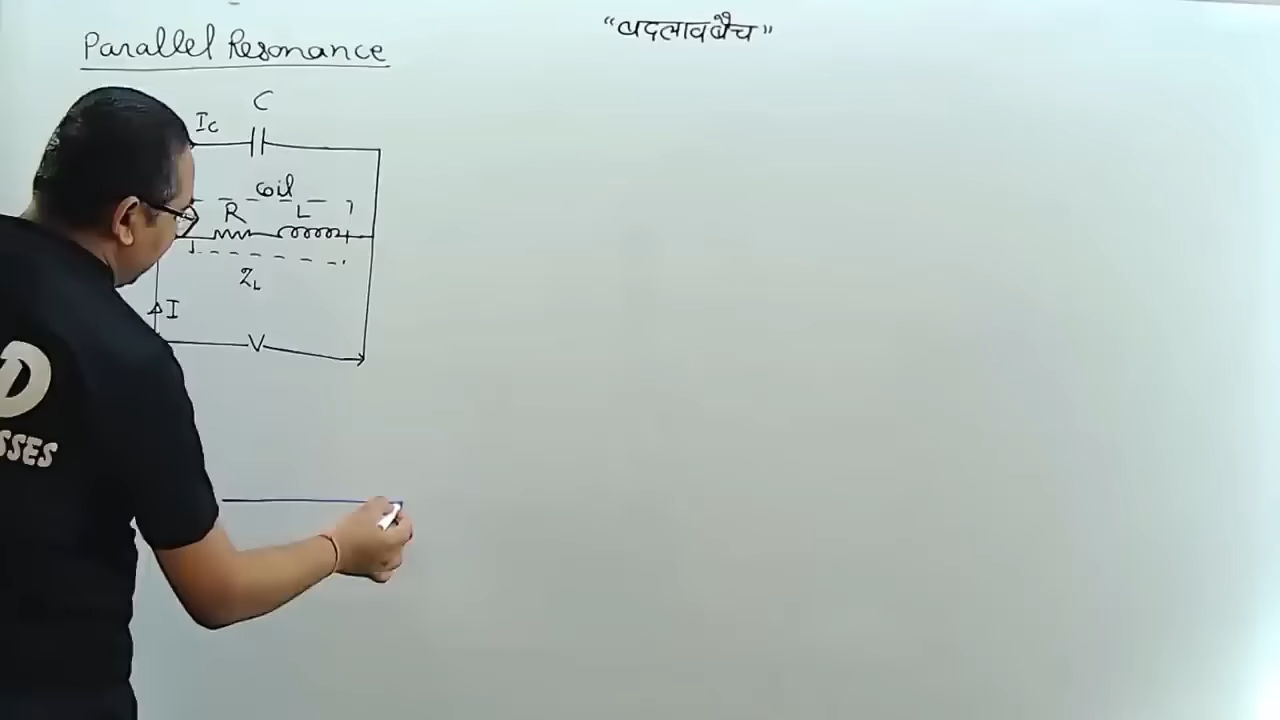 "बदलाव बैच"
Parallel Resonance
C
Ic
coil
R L
ZL
I
V
D
SSES